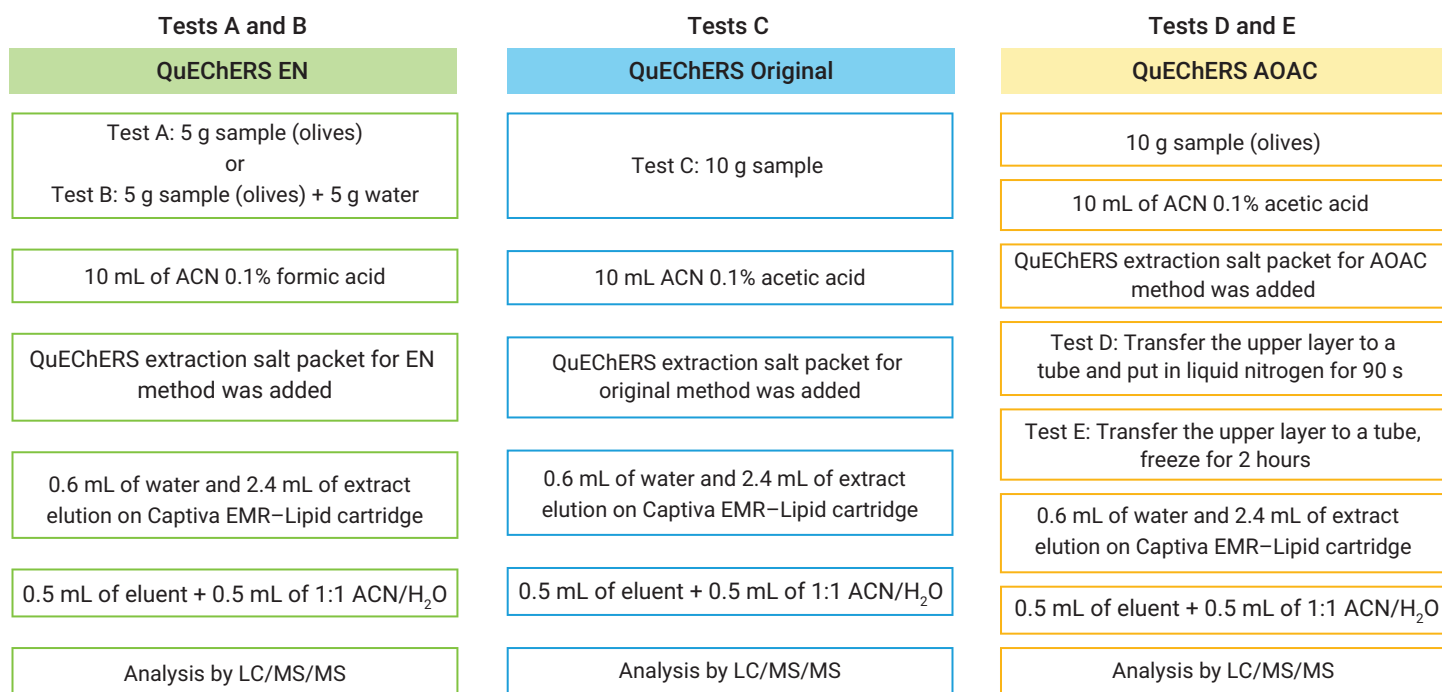 Tests A and B
QuEChERS EN
Test A: 5 g sample (olives)
or
Test B: 5 g sample (olives) + 5 g water
10 mL of ACN 0.1% formic acid
QuEChERS extraction salt packet for EN
method was added
0.6 mL of water and 2.4 mL of extract
elution on Captiva EMR–Lipid cartridge
0.5 mL of eluent + 0.5 mL of 1:1 ACN/H₂O
Analysis by LC/MS/MS
Tests C
QuEChERS Original
Test C: 10 g sample
10 mL ACN 0.1% acetic acid
QuEChERS extraction salt packet for
original method was added
0.6 mL of water and 2.4 mL of extract
elution on Captiva EMR–Lipid cartridge
0.5 mL of eluent + 0.5 mL of 1:1 ACN/H₂O
Analysis by LC/MS/MS
Tests D and E
QuEChERS AOAC
10 g sample (olives)
10 mL of ACN 0.1% acetic acid
QuEChERS extraction salt packet for AOAC
method was added
Test D: Transfer the upper layer to a
tube and put in liquid nitrogen for 90 s
Test E: Transfer the upper layer to a tube,
freeze for 2 hours
0.6 mL of water and 2.4 mL of extract
elution on Captiva EMR–Lipid cartridge
0.5 mL of eluent + 0.5 mL of 1:1 ACN/H₂O
Analysis by LC/MS/MS